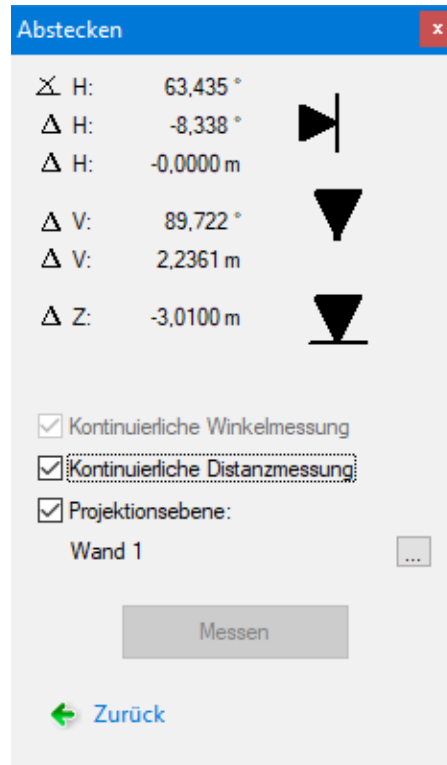 Abstecken
x
H: 63,435 °
Δ H: -8,338 °
Δ H: -0,0000 m
Δ V: 89,722 °
Δ V: 2,2361 m
Δ Z: -3,0100 m
Kontinuierliche Winkelmessung
Kontinuierliche Distanzmessung
Projektionsebene:
Wand 1 ...
Messen
Zurück